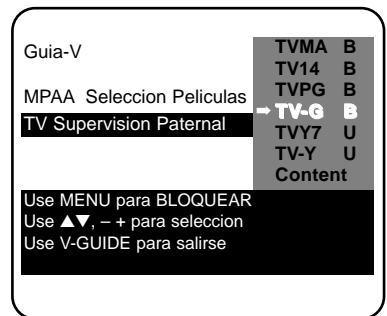 Guia-V
MPAA Seleccion Peliculas
TV Supervision Paternal
TVMA B
TV14 B
TVPG B
➡ TV-G B
TVY7 U
TV-Y U
Content
Use MENU para BLOQUEAR
Use ▲▼, – + para seleccion
Use V-GUIDE para salirse